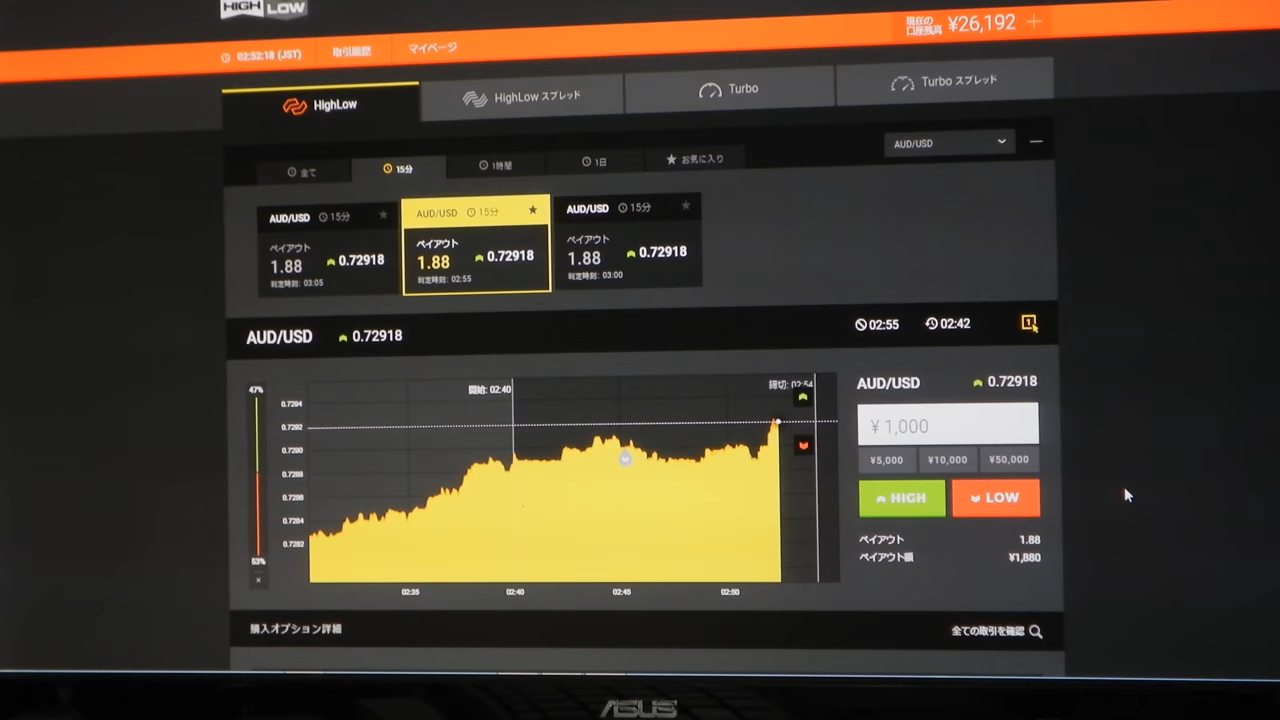 HIGH LOW
現在の
口座残高 ¥26,192 +
02:52:18 (JST) 取引履歴 マイページ
HighLow HighLow スプレッド Turbo Turbo スプレッド
AUD/USD
全て 15分 1時間 1日 お気に入り
AUD/USD 15分
ペイアウト
1.88 0.72918
判定時刻: 03:05
AUD/USD 15分
ペイアウト
1.88 0.72918
判定時刻: 02:55
AUD/USD 15分
ペイアウト
1.88 0.72918
判定時刻: 03:00
AUD/USD 0.72918 02:55 02:42 1
47%
53%
×
開始: 02:40 締切: 02:54
0.7294
0.7292
0.7290
0.7288
0.7286
0.7284
0.7282
02:35 02:40 02:45 02:50
AUD/USD 0.72918
¥ 1,000
¥5,000 ¥10,000 ¥50,000
HIGH LOW
ペイアウト 1.88
ペイアウト額 ¥1,880
購入オプション詳細 全ての取引を確認
ASUS